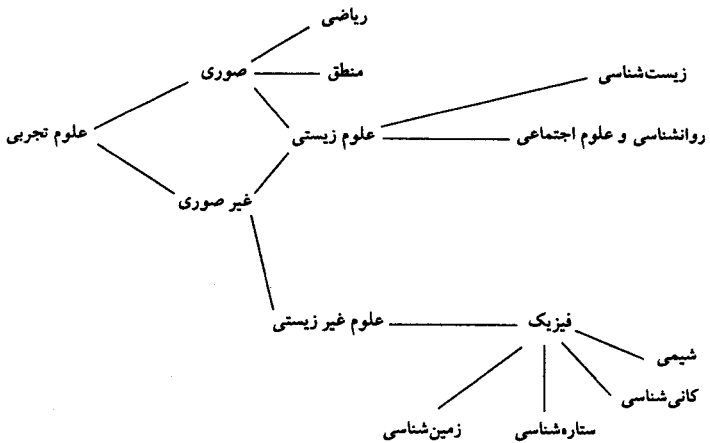 ریاضی
صوری
منطق
زیست‌شناسی
علوم تجربی
علوم زیستی
روانشناسی و علوم اجتماعی
غیر صوری
علوم غیر زیستی
فیزیک
شیمی
کانی‌شناسی
ستاره‌شناسی
زمین‌شناسی